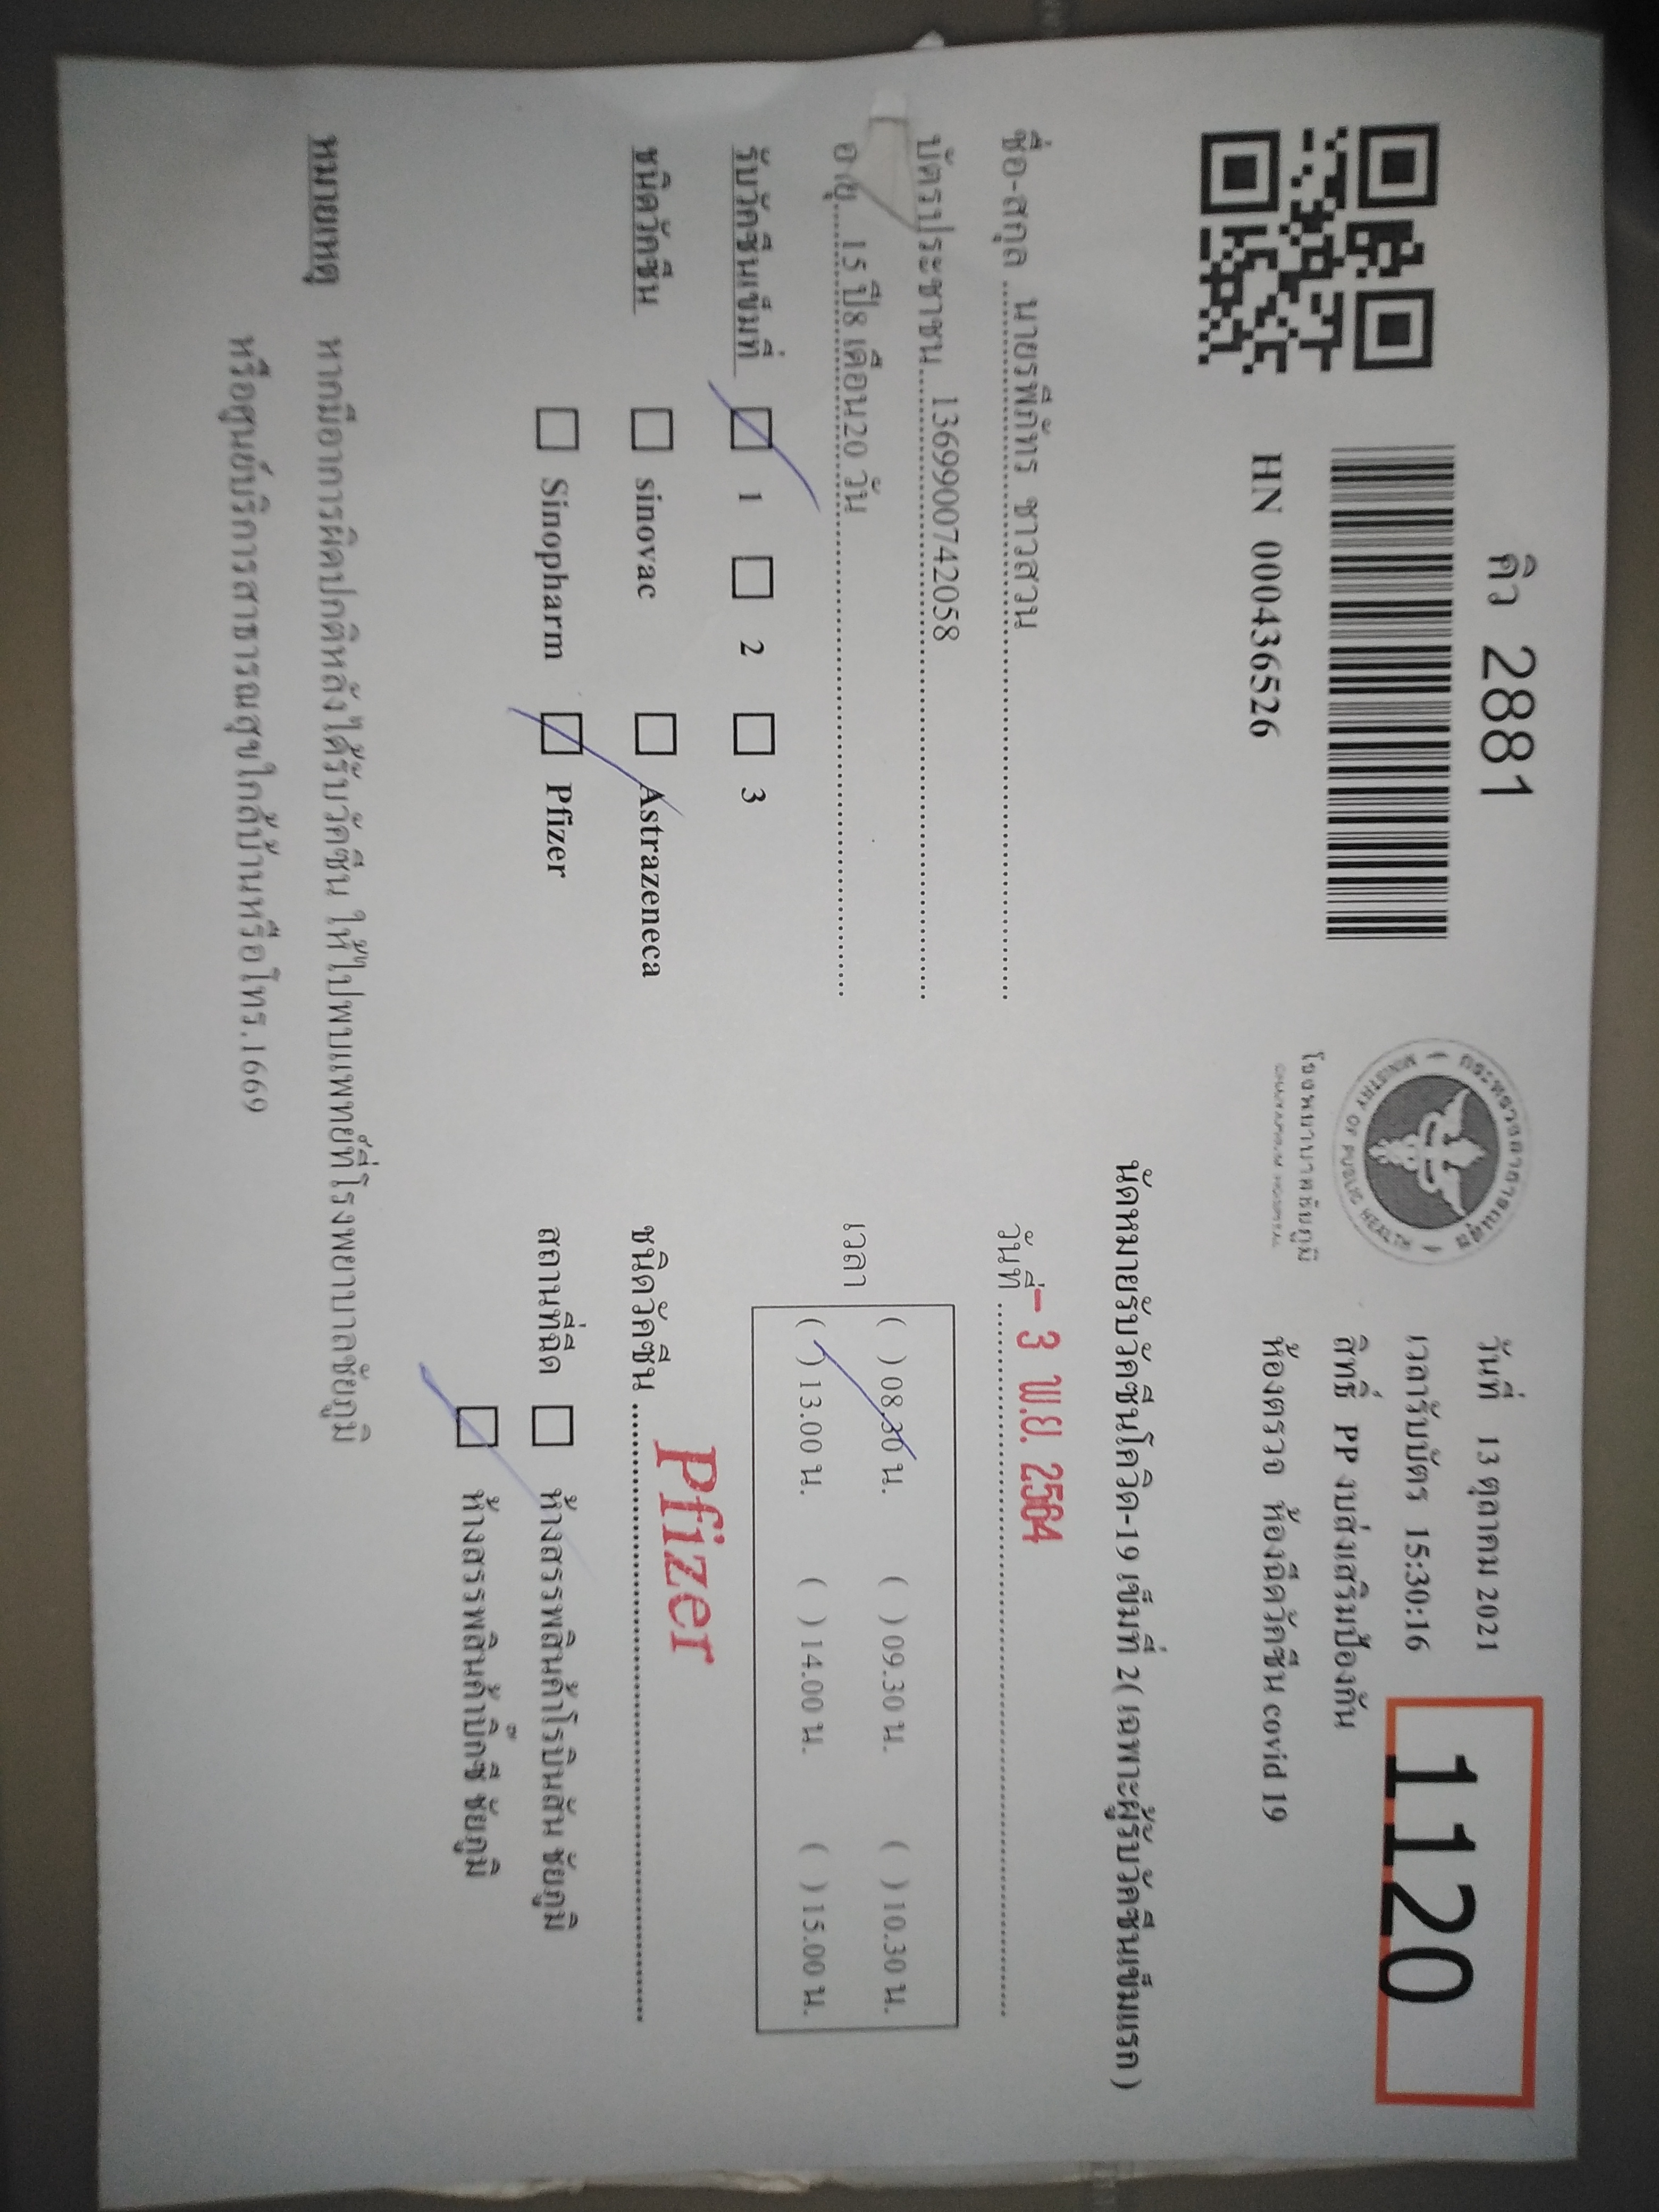 คิว 2881
HN 000436526
กระทรวงสาธารณสุข
MINISTRY OF PUBLIC HEALTH
โรงพยาบาลชัยภูมิ
CHAIYAPHUM HOSPITAL
วันที่ 13 ตุลาคม 2021
เวลารับบัตร 15:30:16
สิทธิ์ PP งบส่งเสริมป้องกัน
ห้องตรวจ ห้องฉีดวัคซีน covid 19
1120
ชื่อ-สกุล นายรพีภัทร ชาวสวน
บัตรประชาชน 1369900742058
อายุ 15 ปี8 เดือน20 วัน
รับวัคซีนเข็มที่ 1 2 3
ชนิดวัคซีน sinovac Astrazeneca
Sinopharm Pfizer
นัดหมายรับวัคซีนโควิด-19 เข็มที่ 2( เฉพาะผู้รับวัคซีนเข็มแรก )
วันที่ - 3 พ.ย. 2564
เวลา
( ) 08.30 น. ( ) 09.30 น. ( ) 10.30 น.
( ) 13.00 น. ( ) 14.00 น. ( ) 15.00 น.
ชนิดวัคซีน Pfizer
สถานที่ฉีด ห้างสรรพสินค้าโรบินสัน ชัยภูมิ
ห้างสรรพสินค้าบิ๊กซี ชัยภูมิ
หมายเหตุ หากมีอาการผิดปกติหลังได้รับวัคซีน ให้ไปพบแพทย์ที่โรงพยาบาลชัยภูมิ
หรือศูนย์บริการสาธารณสุขใกล้บ้านหรือโทร.1669